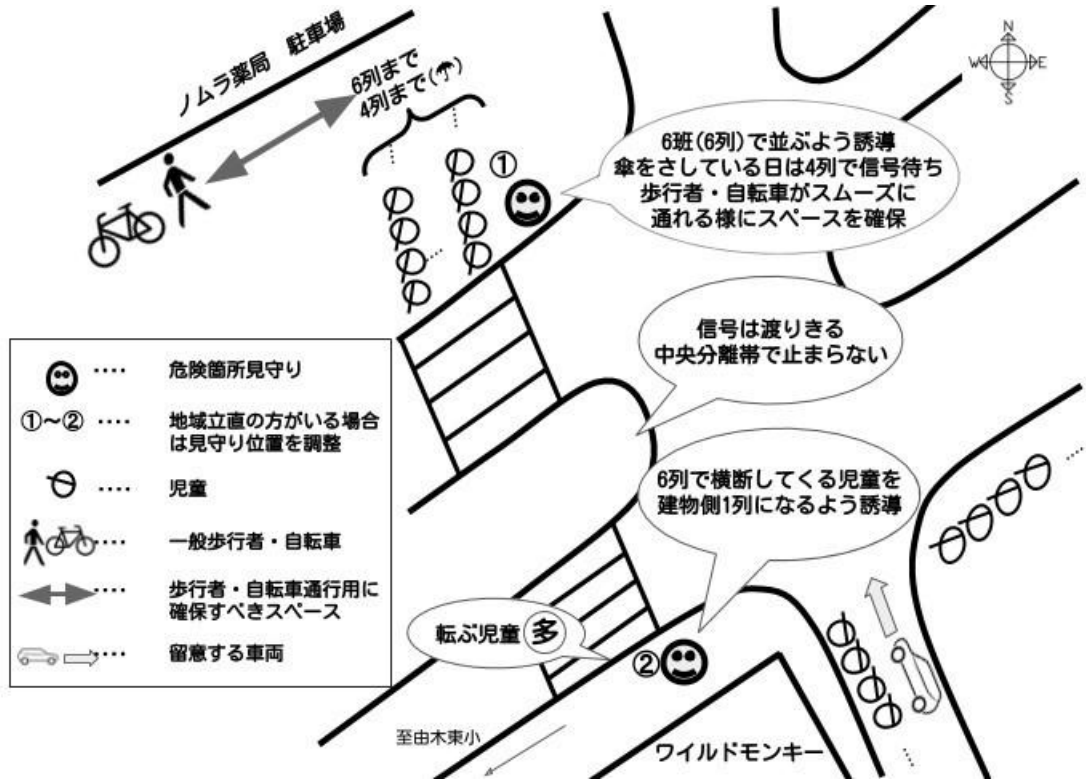 ノムラ薬局 駐車場
6列まで
4列まで(☂)
N
W
E
S
①
6班(6列)で並ぶよう誘導
傘をさしている日は4列で信号待ち
歩行者・自転車がスムーズに
通れる様にスペースを確保
信号は渡りきる
中央分離帯で止まらない
6列で横断してくる児童を
建物側1列になるよう誘導
転ぶ児童 多
②
至由木東小
ワイルドモンキー
‥‥ 危険箇所見守り
①〜② ‥‥ 地域立直の方がいる場合
は見守り位置を調整
‥‥ 児童
‥‥ 一般歩行者・自転車
‥‥ 歩行者・自転車通行用に
確保すべきスペース
‥‥ 留意する車両